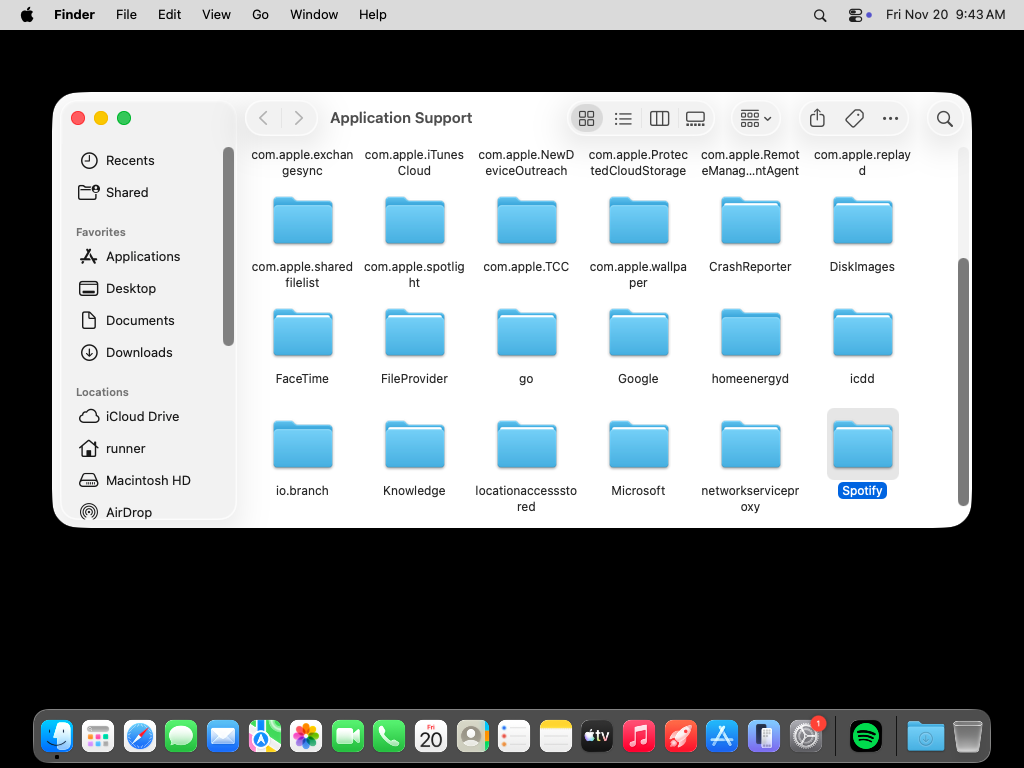 Finder File Edit View Go Window Help Fri Nov 20 9:43 AM
Application Support
Recents
Shared
Favorites
Applications
Desktop
Documents
Downloads
Locations
iCloud Drive
runner
Macintosh HD
AirDrop
com.apple.exchan
gesync
com.apple.iTunes
Cloud
com.apple.NewD
eviceOutreach
com.apple.Protec
tedCloudStorage
com.apple.Remot
eManag...ntAgent
com.apple.replay
d
com.apple.shared
filelist
com.apple.spotlig
ht
com.apple.TCC
com.apple.wallpa
per
CrashReporter
DiskImages
FaceTime
FileProvider
go
Google
homeenergyd
icdd
io.branch
Knowledge
locationaccesssto
red
Microsoft
networkservicepr
oxy
Spotify
Fri
20
tv
1